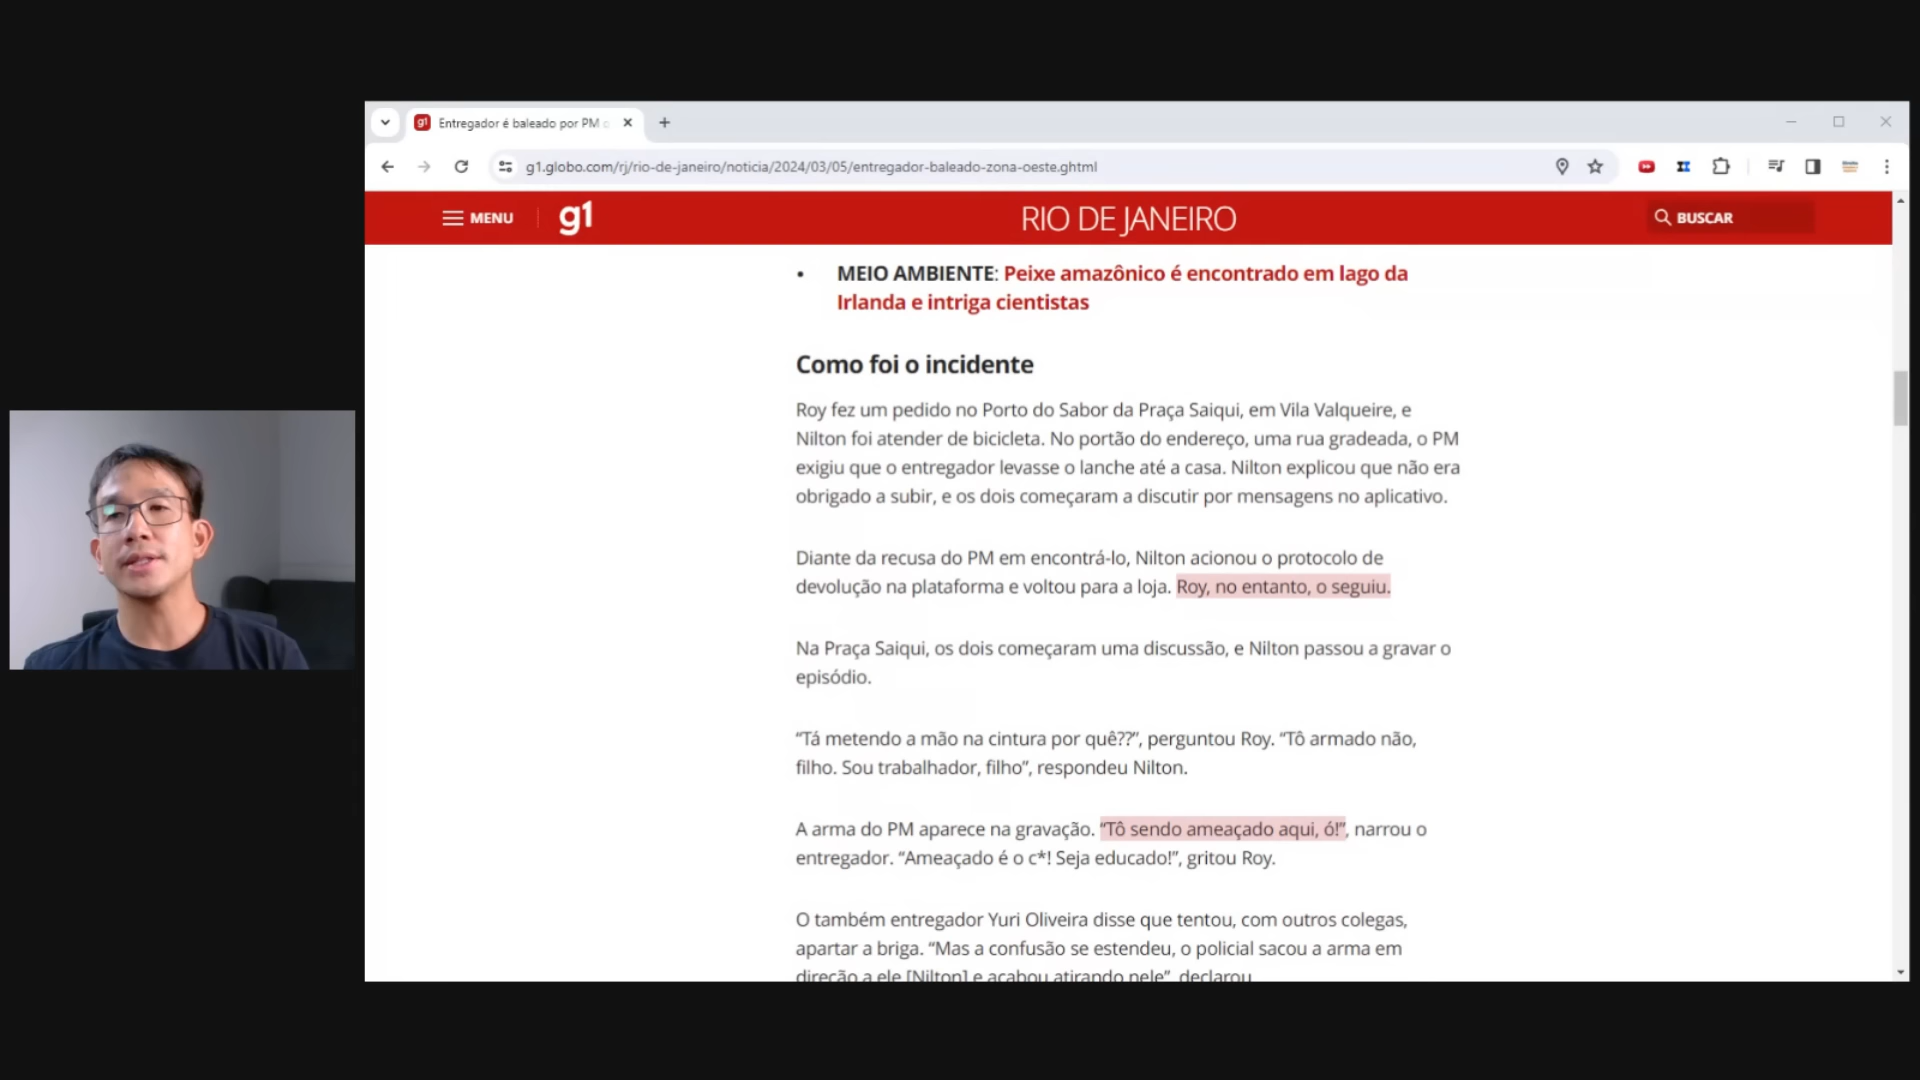 g1 Entregador é baleado por PM
g1.globo.com/rj/rio-de-janeiro/noticia/2024/03/05/entregador-baleado-zona-oeste.ghtml
MENU g1 RIO DE JANEIRO BUSCAR
• MEIO AMBIENTE: Peixe amazônico é encontrado em lago da
Irlanda e intriga cientistas
Como foi o incidente
Roy fez um pedido no Porto do Sabor da Praça Saiqui, em Vila Valqueire, e
Nilton foi atender de bicicleta. No portão do endereço, uma rua gradeada, o PM
exigiu que o entregador levasse o lanche até a casa. Nilton explicou que não era
obrigado a subir, e os dois começaram a discutir por mensagens no aplicativo.
Diante da recusa do PM em encontrá-lo, Nilton acionou o protocolo de
devolução na plataforma e voltou para a loja. Roy, no entanto, o seguiu.
Na Praça Saiqui, os dois começaram uma discussão, e Nilton passou a gravar o
episódio.
“Tá metendo a mão na cintura por quê??”, perguntou Roy. “Tô armado não,
filho. Sou trabalhador, filho”, respondeu Nilton.
A arma do PM aparece na gravação. “Tô sendo ameaçado aqui, ó!”, narrou o
entregador. “Ameaçado é o c*! Seja educado!”, gritou Roy.
O também entregador Yuri Oliveira disse que tentou, com outros colegas,
apartar a briga. “Mas a confusão se estendeu, o policial sacou a arma em
direção a ele [Nilton] e acabou atirando nele”, declarou